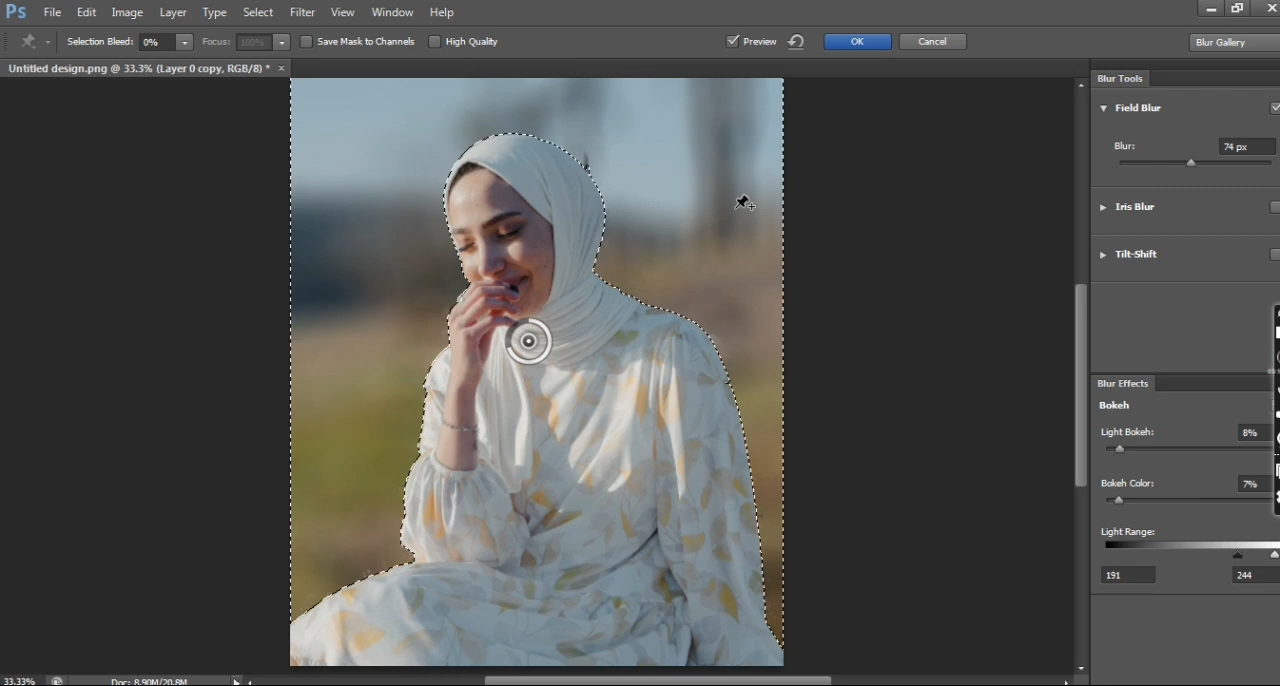 Ps File Edit Image Layer Type Select Filter View Window Help
Selection Bleed: 0% Focus: 100% Save Mask to Channels High Quality Preview OK Cancel Blur Gallery
Untitled design.png @ 33.3% (Layer 0 copy, RGB/8) * ×
Blur Tools
Field Blur
Blur: 74 px
Iris Blur
Tilt-Shift
Blur Effects
Bokeh
Light Bokeh: 8%
Bokeh Color: 7%
Light Range:
191 244
33.33% Doc: 8.90M/20.8M